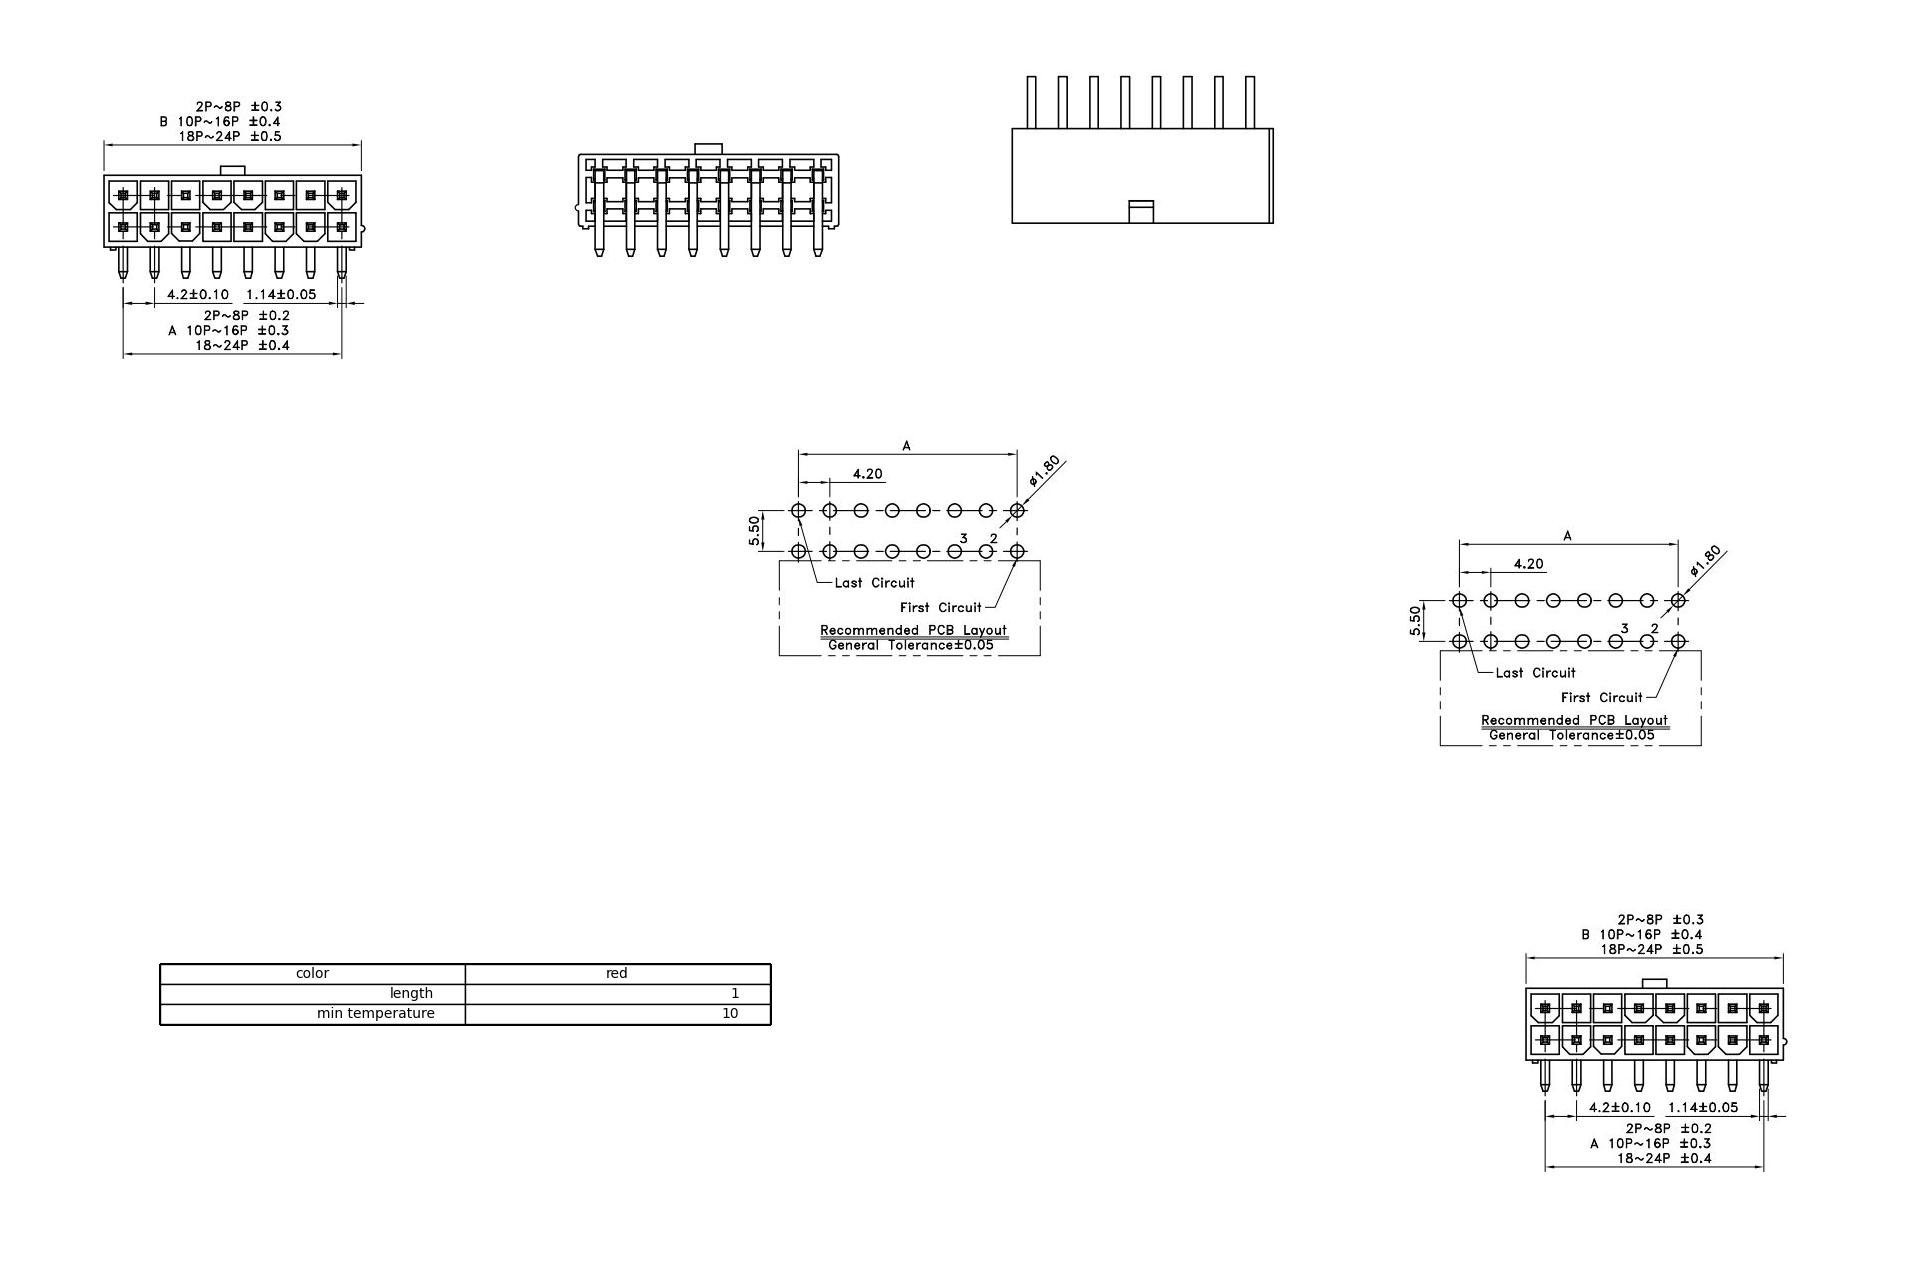 2P~8P ±0.3
B 10P~16P ±0.4
18P~24P ±0.5
4.2±0.10 1.14±0.05
2P~8P ±0.2
A 10P~16P ±0.3
18~24P ±0.4
A
4.20
ø1.80
5.50
3 2
Last Circuit
First Circuit
Recommended PCB Layout
General Tolerance±0.05
A
4.20
ø1.80
5.50
3 2
Last Circuit
First Circuit
Recommended PCB Layout
General Tolerance±0.05
color red
length 1
min temperature 10
2P~8P ±0.3
B 10P~16P ±0.4
18P~24P ±0.5
4.2±0.10 1.14±0.05
2P~8P ±0.2
A 10P~16P ±0.3
18~24P ±0.4